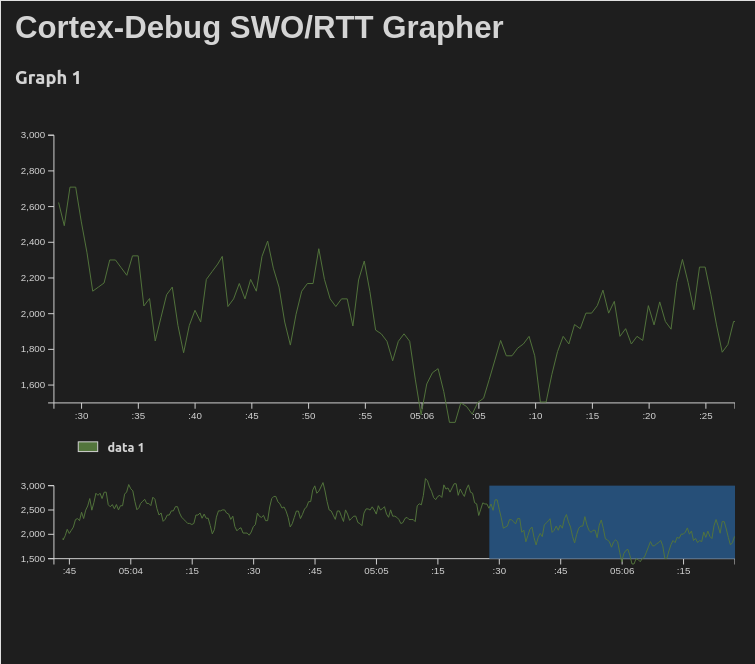 Cortex-Debug SWO/RTT Grapher
Graph 1
3,000
2,800
2,600
2,400
2,200
2,000
1,800
1,600
:30 :35 :40 :45 :50 :55 05:06 :05 :10 :15 :20 :25
data 1
3,000
2,500
2,000
1,500
:45 05:04 :15 :30 :45 05:05 :15 :30 :45 05:06 :15